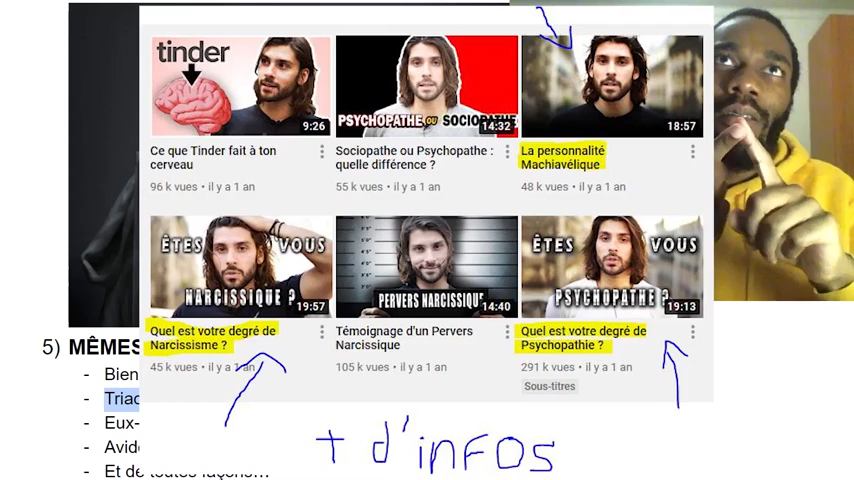 tinder
9:26
PSYCHOPATHE OU SOCIOPATHE
14:32
18:57
Ce que Tinder fait à ton
cerveau
96 k vues • il y a 1 an
Sociopathe ou Psychopathe :
quelle différence ?
55 k vues • il y a 1 an
La personnalité
Machiavélique
48 k vues • il y a 1 an
ÊTES VOUS
NARCISSIQUE ?
19:57
PERVERS NARCISSIQUE
14:40
ÊTES VOUS
PSYCHOPATHE ?
19:13
Quel est votre degré de
Narcissisme ?
45 k vues • il y a 1 an
Témoignage d'un Pervers
Narcissique
105 k vues • il y a 1 an
Quel est votre degré de
Psychopathie ?
291 k vues • il y a 1 an
Sous-titres
5) MÊMES
- Bien
- Triad
- Eux-
- Avid
- Et de toutes façons...
+ d'iNFOS